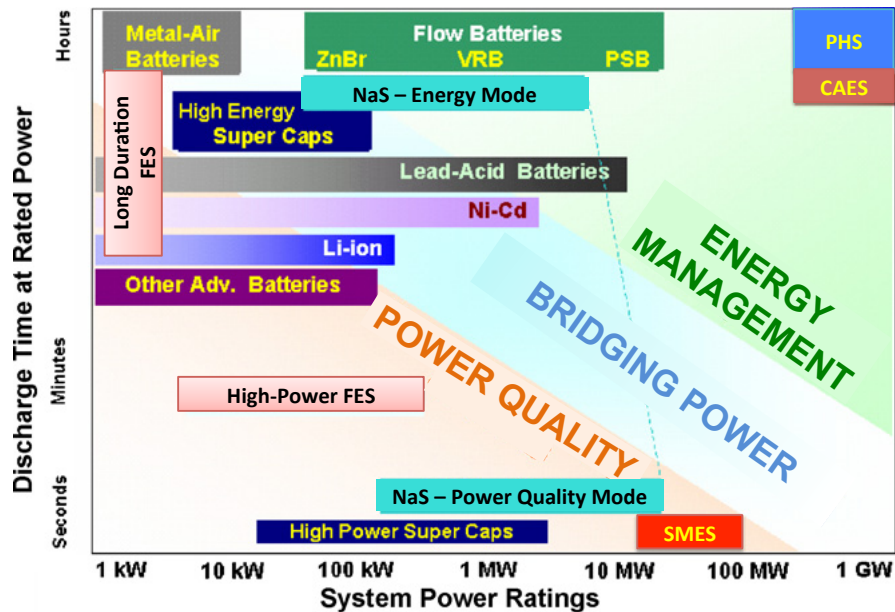 Discharge Time at Rated Power
Hours
Minutes
Seconds
Metal-Air
Batteries
Flow Batteries
ZnBr VRB PSB
PHS
CAES
NaS – Energy Mode
High Energy
Super Caps
Long Duration
FES
Lead-Acid Batteries
Ni-Cd
Li-ion
Other Adv. Batteries
ENERGY
MANAGEMENT
BRIDGING POWER
POWER QUALITY
High-Power FES
NaS – Power Quality Mode
High Power Super Caps
SMES
1 kW 10 kW 100 kW 1 MW 10 MW 100 MW 1 GW
System Power Ratings